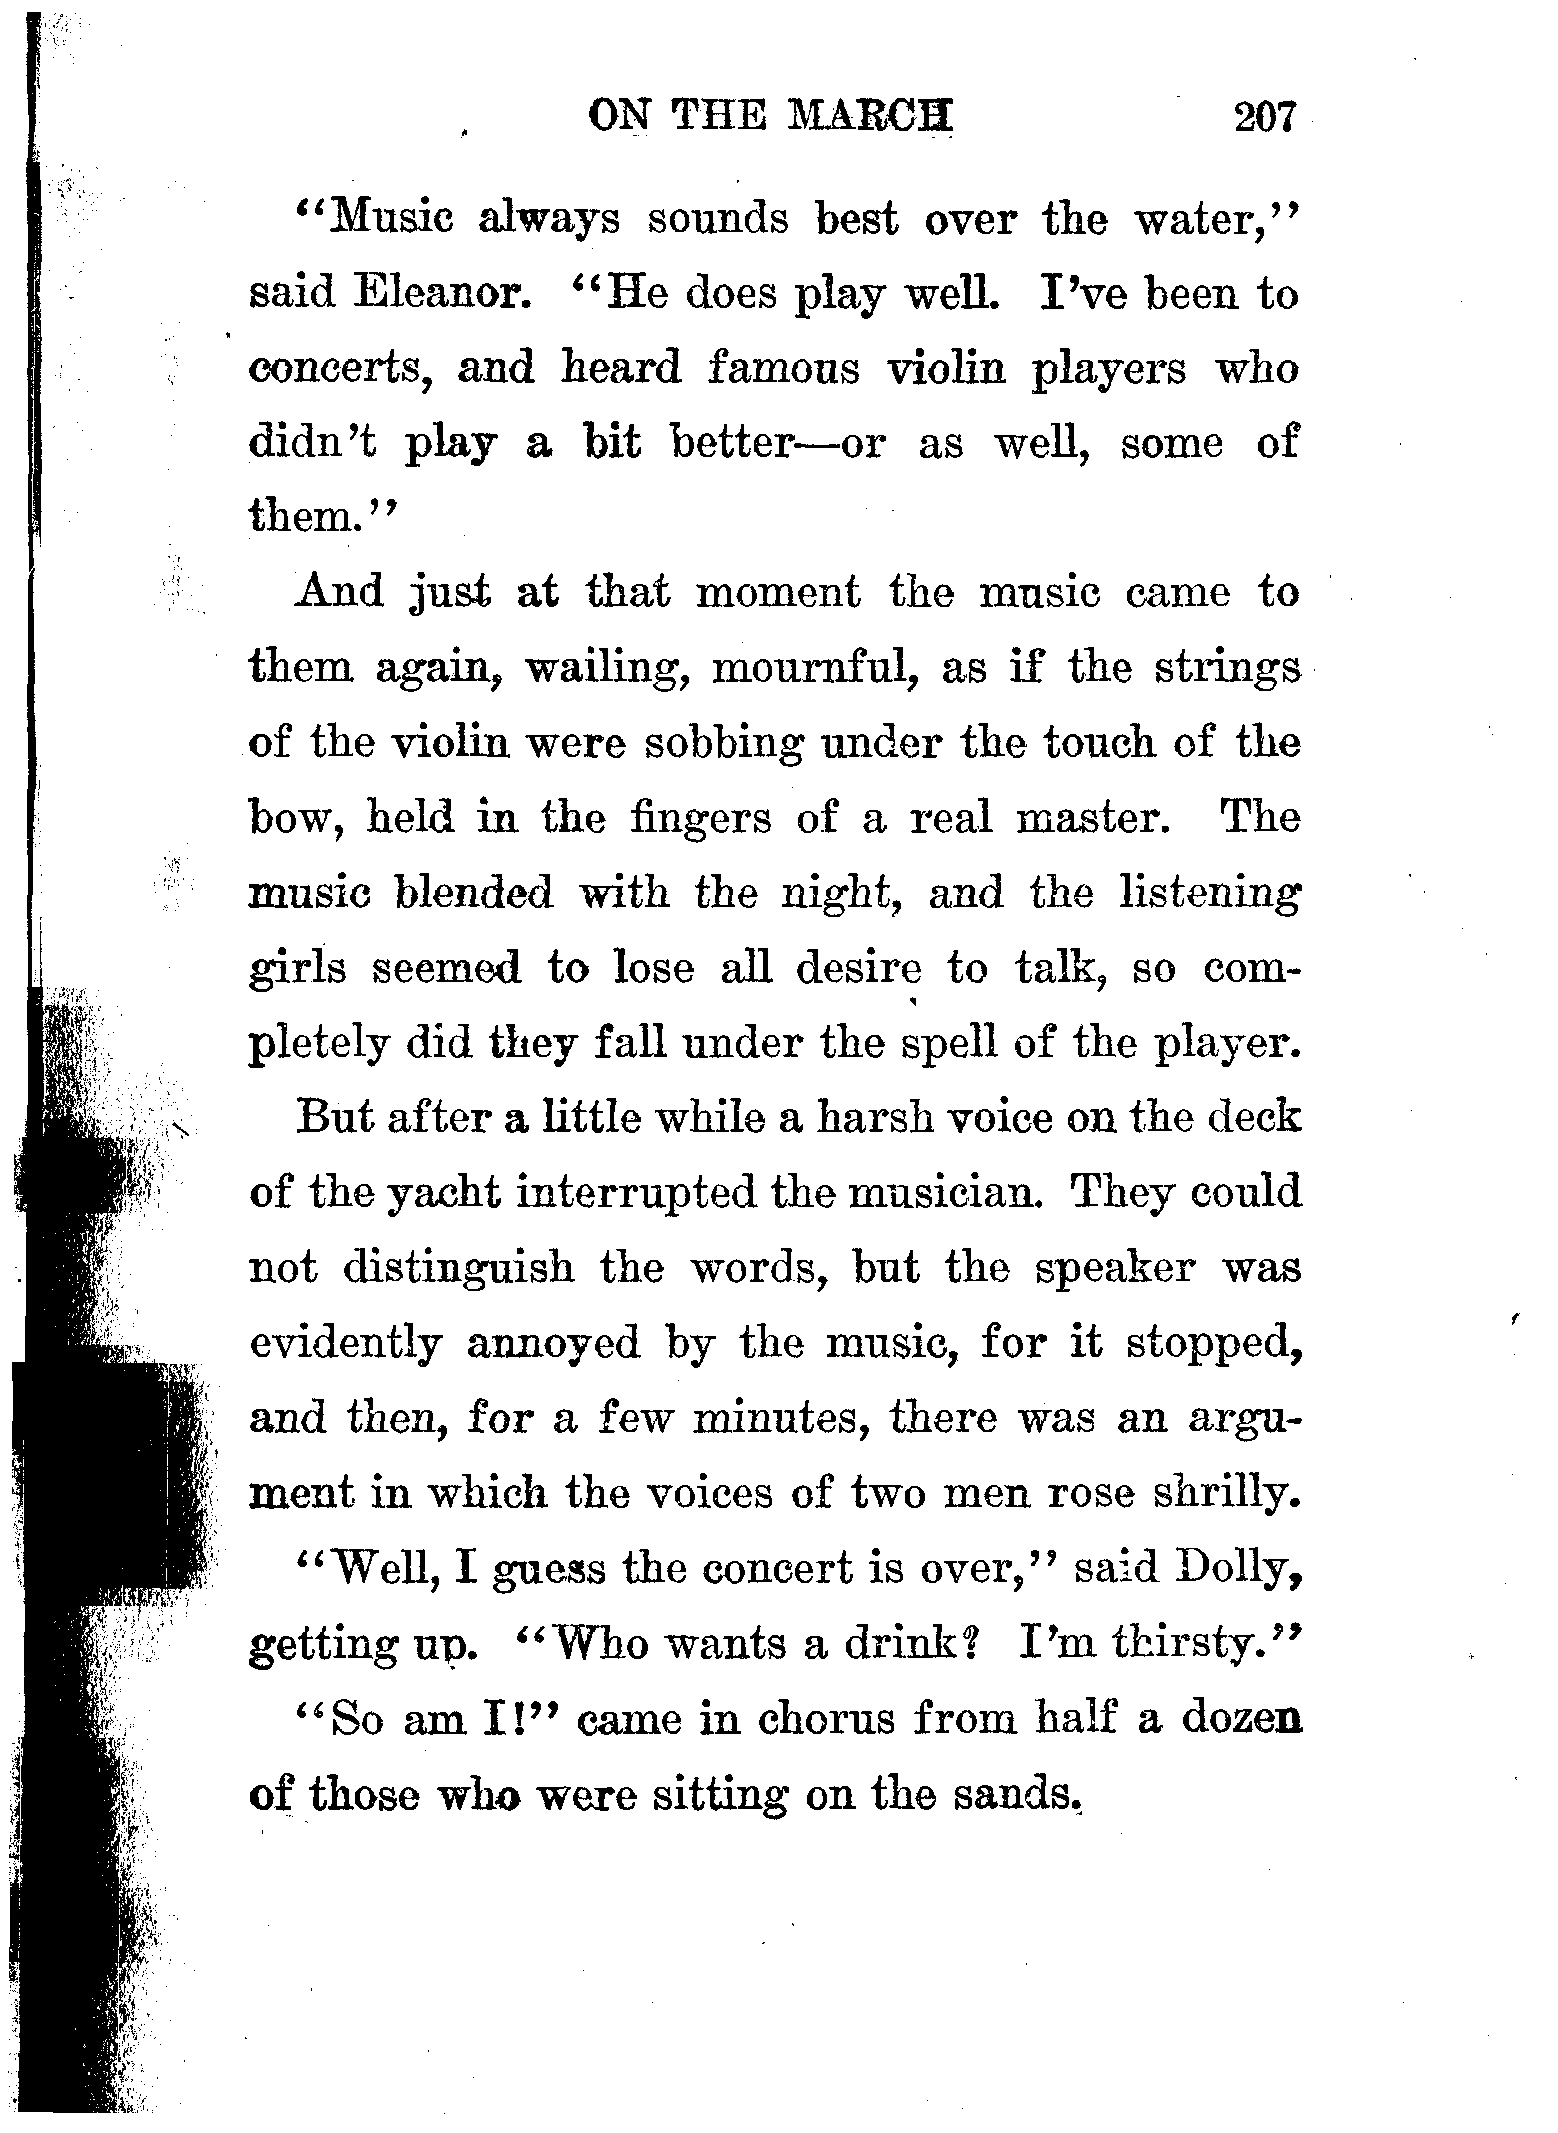 ON THE MARCH 207
"Music always sounds best over the water,"
said Eleanor. "He does play well. I've been to
concerts, and heard famous violin players who
didn't play a bit better—or as well, some of
them."
And just at that moment the music came to
them again, wailing, mournful, as if the strings
of the violin were sobbing under the touch of the
bow, held in the fingers of a real master. The
music blended with the night, and the listening
girls seemed to lose all desire to talk, so com-
pletely did they fall under the spell of the player.
But after a little while a harsh voice on the deck
of the yacht interrupted the musician. They could
not distinguish the words, but the speaker was
evidently annoyed by the music, for it stopped,
and then, for a few minutes, there was an argu-
ment in which the voices of two men rose shrilly.
"Well, I guess the concert is over," said Dolly,
getting up. "Who wants a drink? I'm thirsty."
"So am I!" came in chorus from half a dozen
of those who were sitting on the sands.